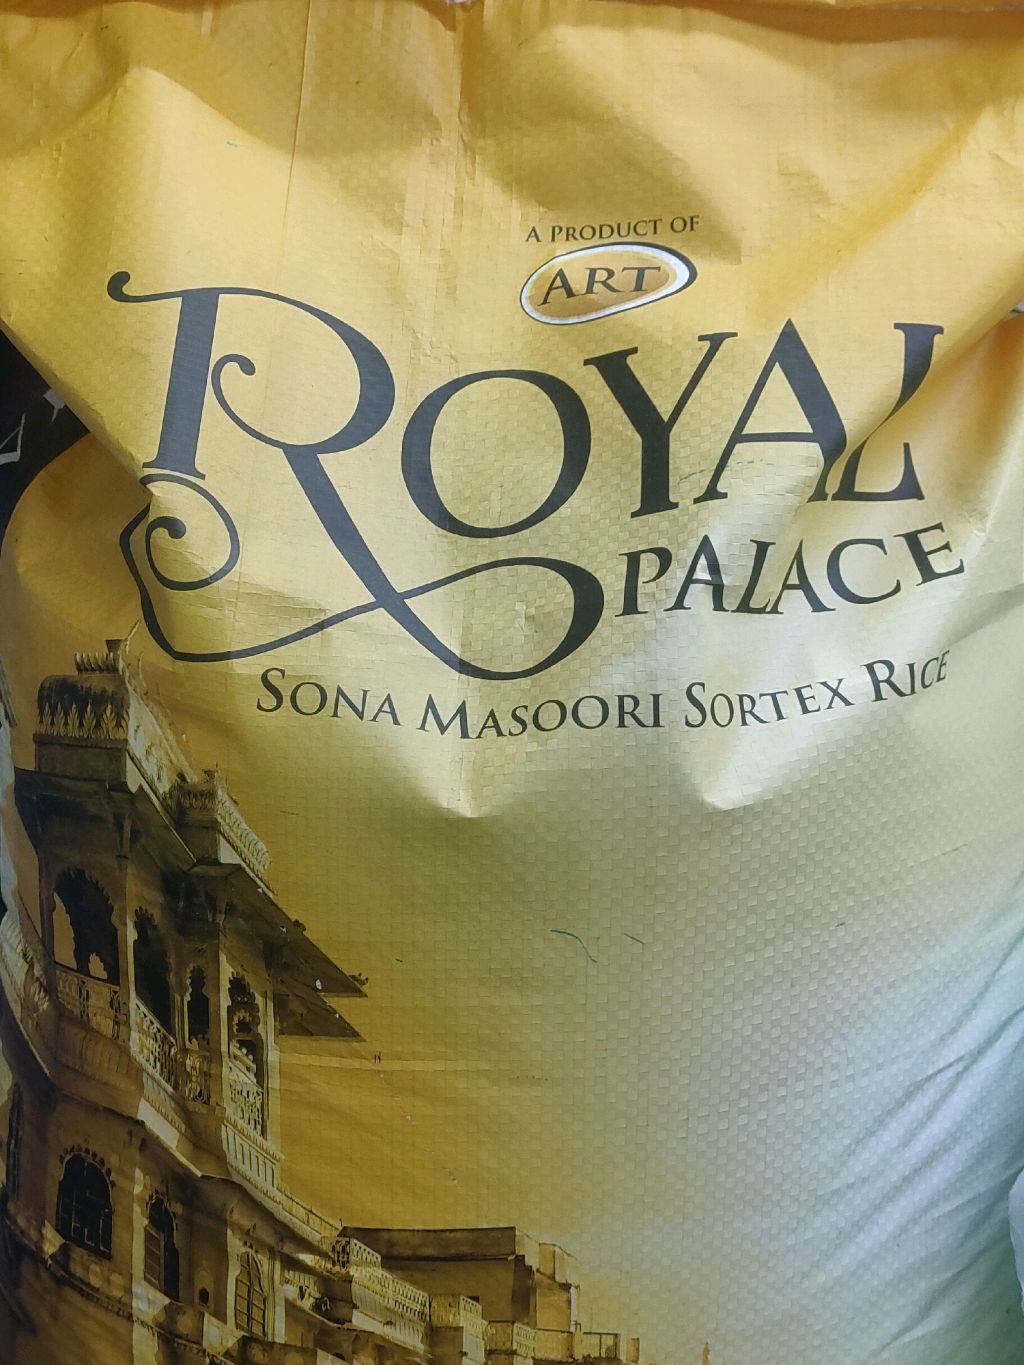 A PRODUCT OF
ART
ROYAL
PALACE
SONA MASOORI SORTEX RICE